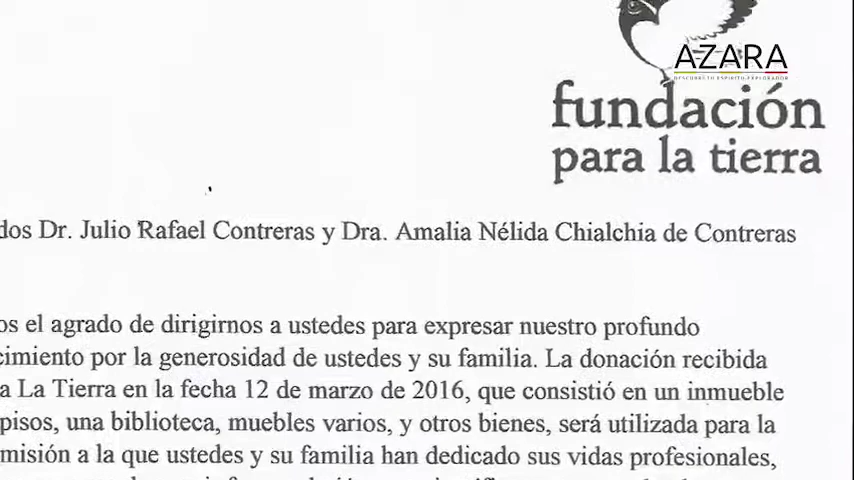 AZARA
fundación
para la tierra
dos Dr. Julio Rafael Contreras y Dra. Amalia Nélida Chialchia de Contreras
os el agrado de dirigirnos a ustedes para expresar nuestro profundo
cimiento por la generosidad de ustedes y su familia. La donación recibida
a La Tierra en la fecha 12 de marzo de 2016, que consistió en un inmueble
pisos, una biblioteca, muebles varios, y otros bienes, será utilizada para la
misión a la que ustedes y su familia han dedicado sus vidas profesionales,